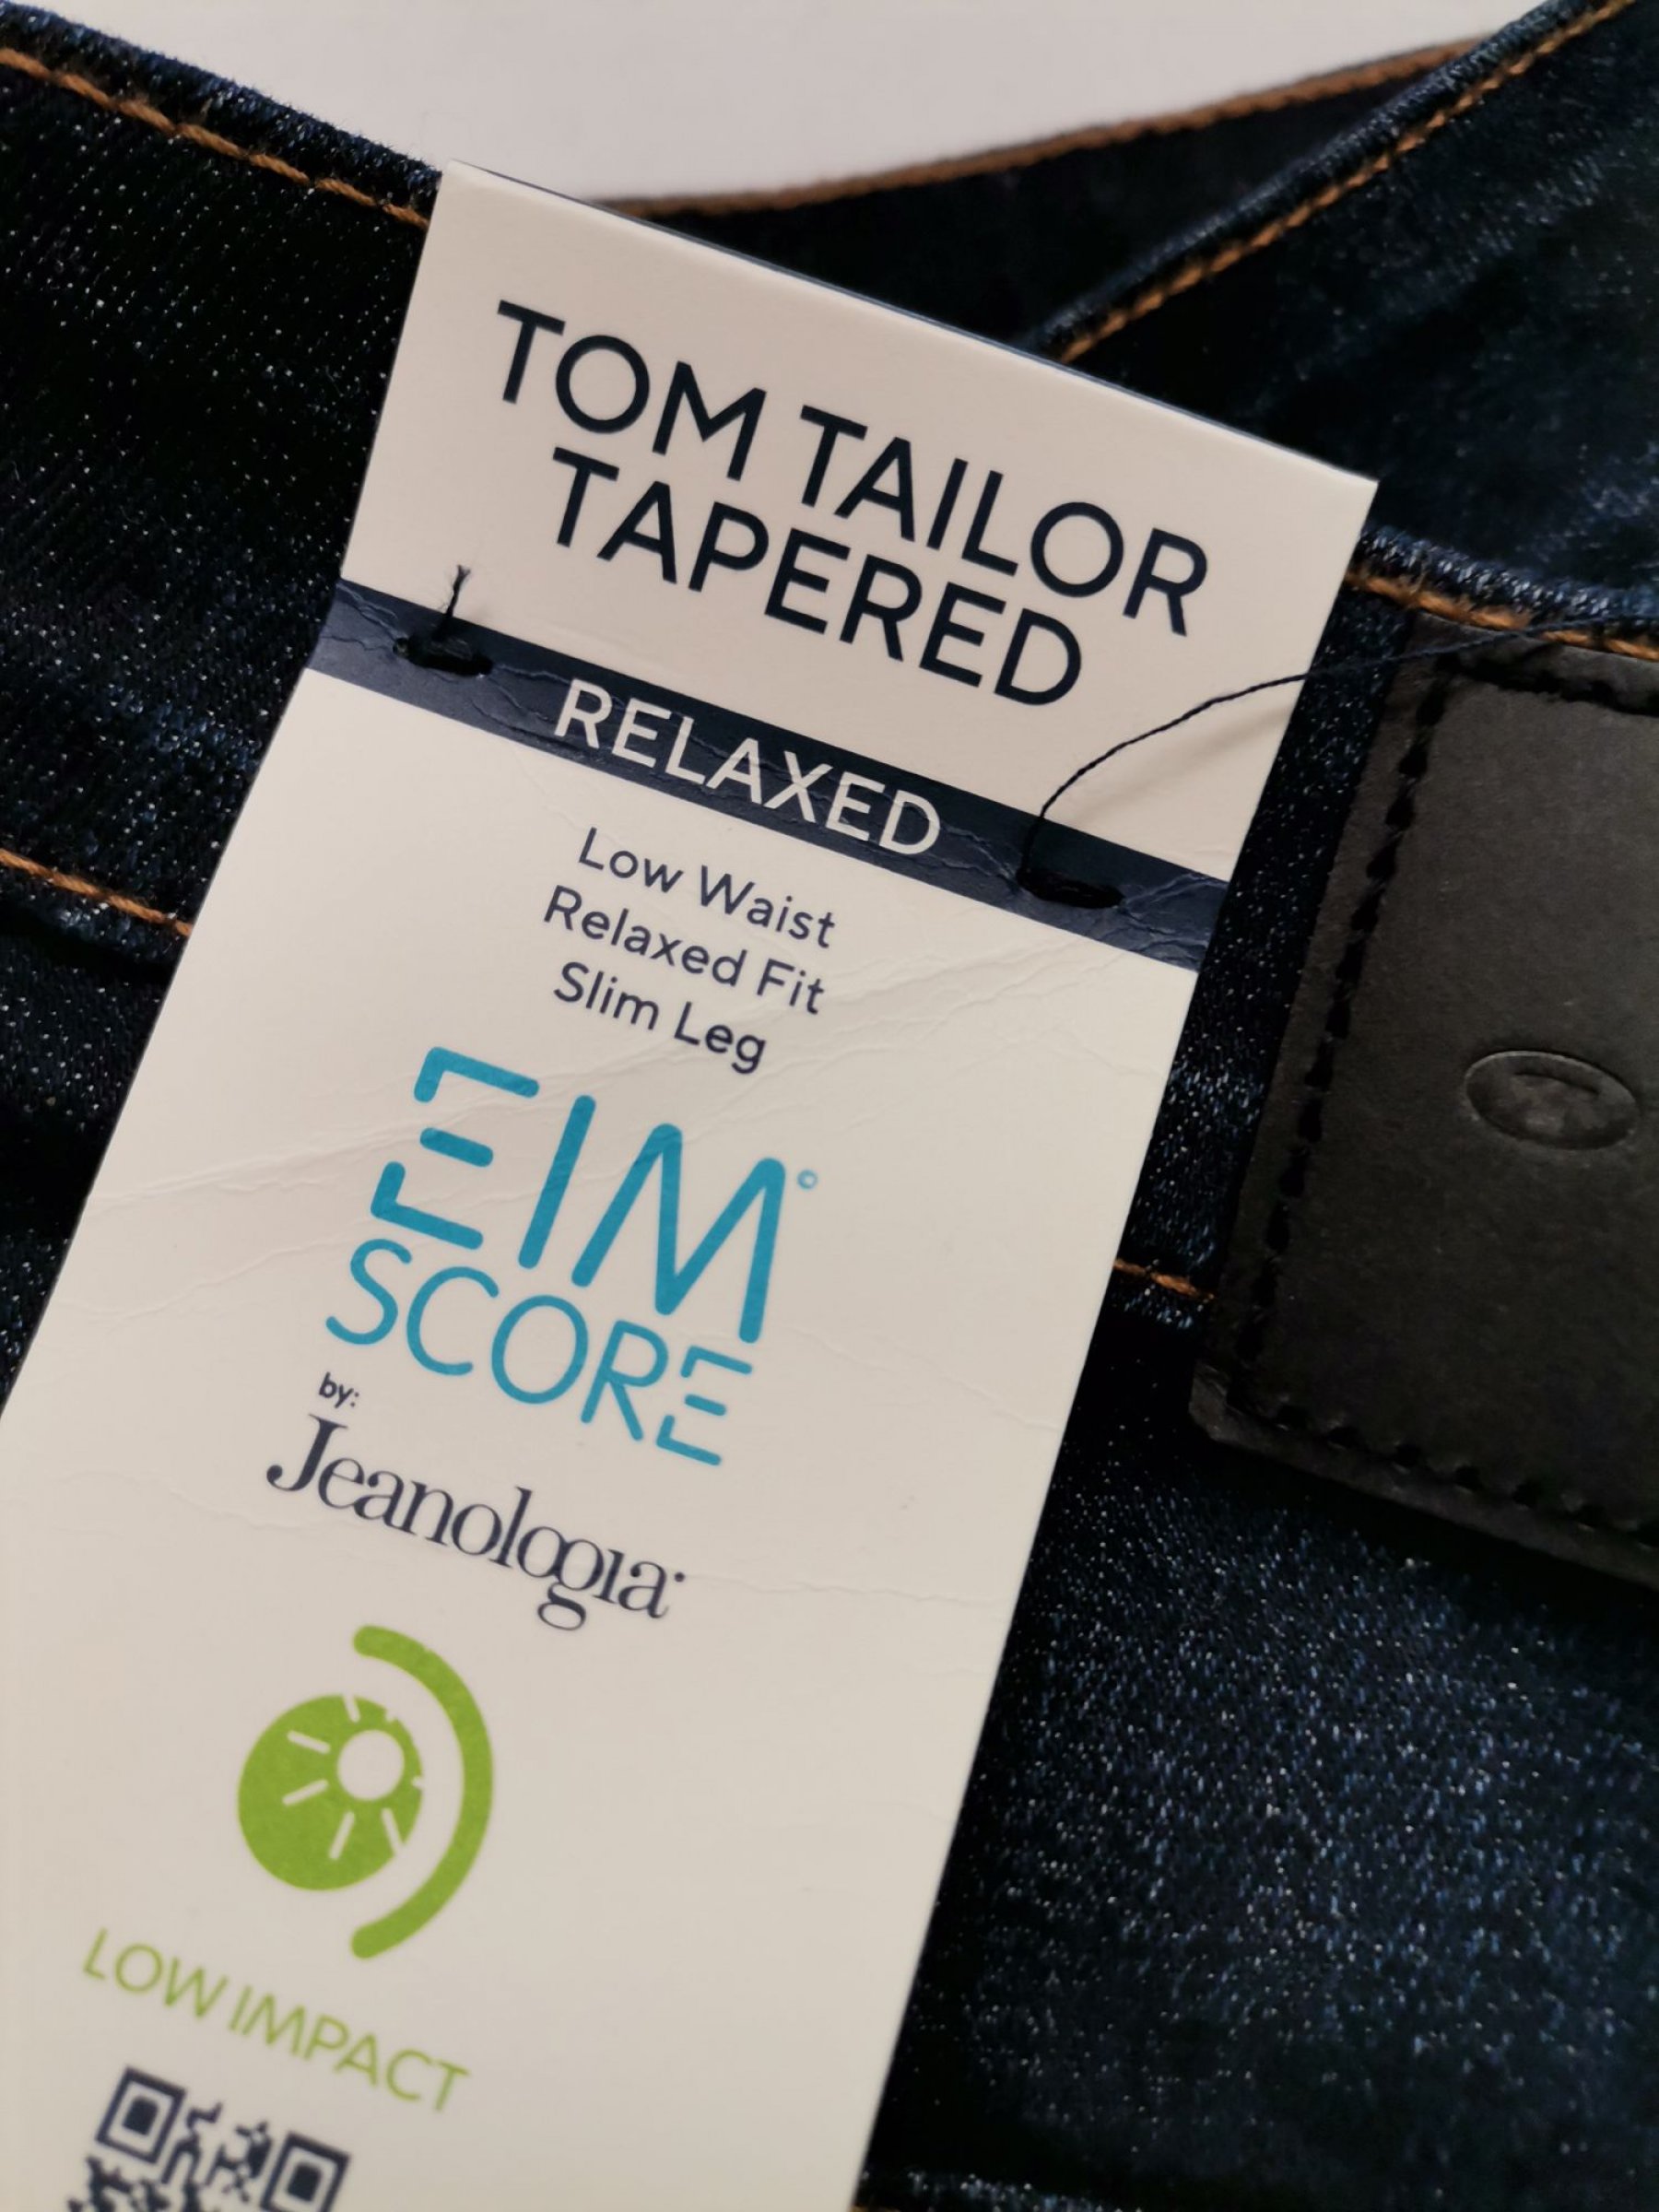 TOM TAILOR
TAPERED
RELAXED
Low Waist
Relaxed Fit
Slim Leg
EIM©
SCORE
by:
Jeanologia
LOW IMPACT